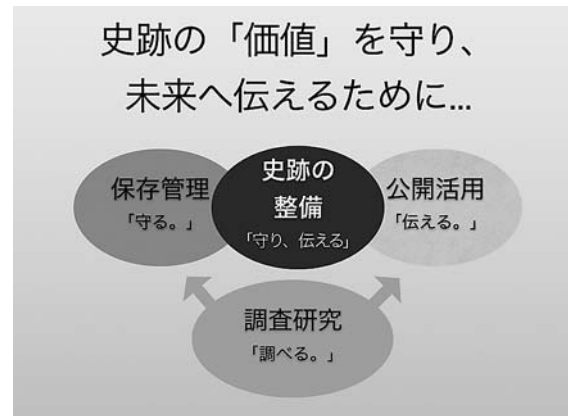 史跡の「価値」を守り、
未来へ伝えるために...
保存管理
「守る。」
史跡の
整備
「守り、伝える」
公開活用
「伝える。」
調査研究
「調べる。」